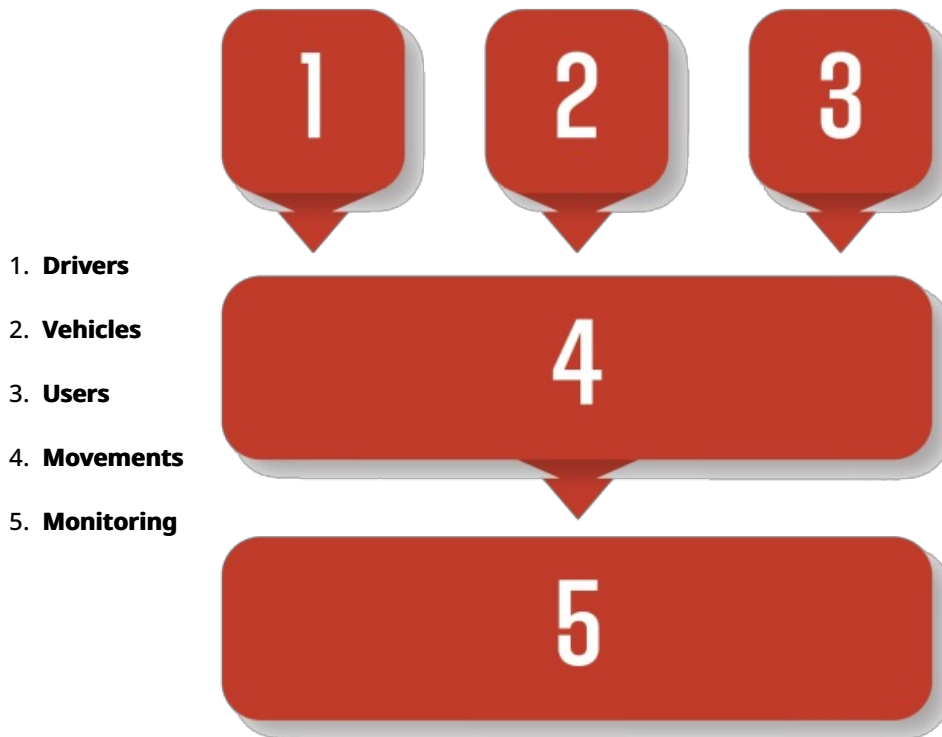 1
2
3
1. Drivers
2. Vehicles
3. Users
4. Movements
5. Monitoring
4
5